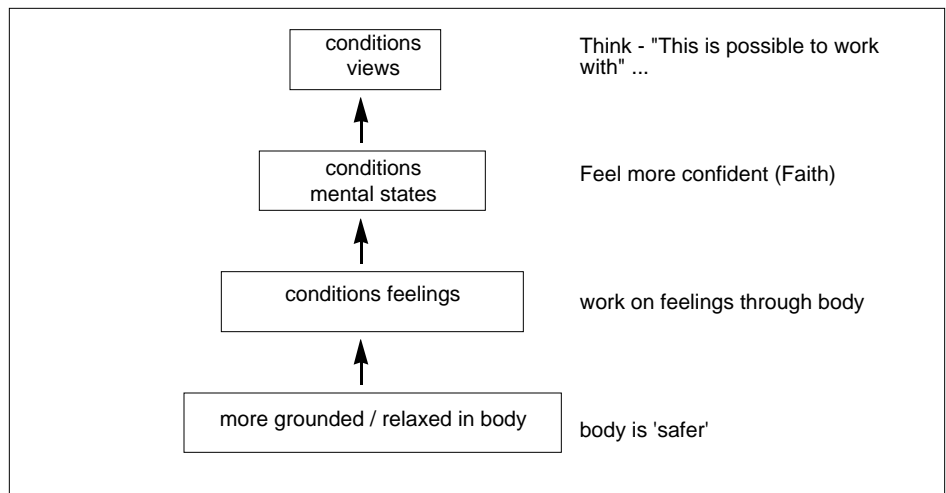 conditions
views
Think - "This is possible to work
with" ...
conditions
mental states
Feel more confident (Faith)
conditions feelings
work on feelings through body
more grounded / relaxed in body
body is 'safer'